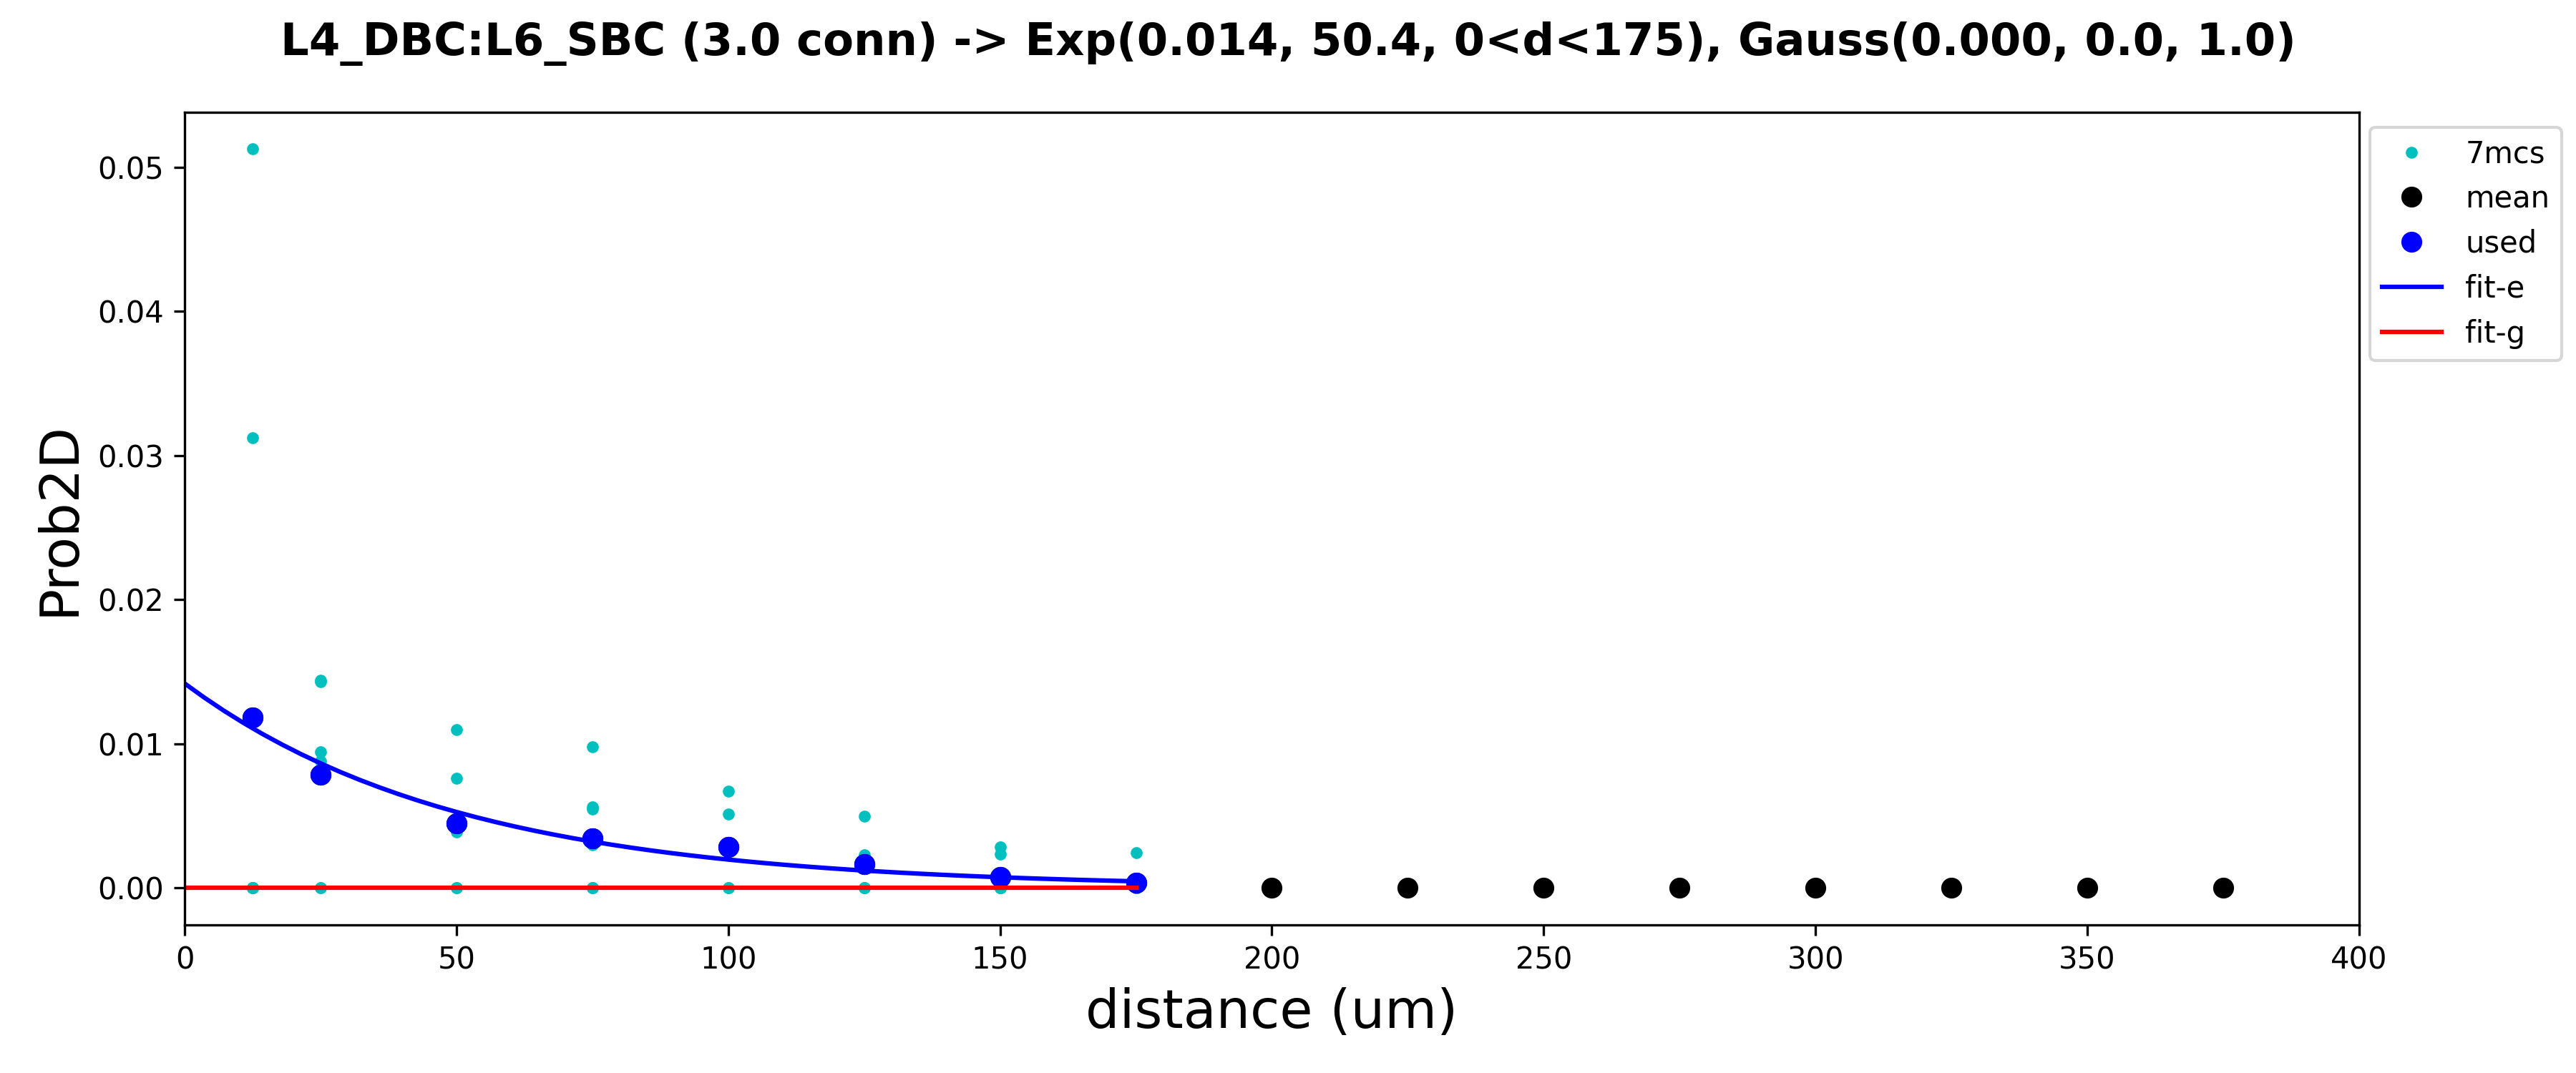 L4_DBC:L6_SBC (3.0 conn) -> Exp(0.014, 50.4, 0<d<175), Gauss(0.000, 0.0, 1.0)
7mcs
mean
used
fit-e
fit-g
Prob2D
0.05
0.04
0.03
0.02
0.01
0.00
0 50 100 150 200 250 300 350 400
distance (um)